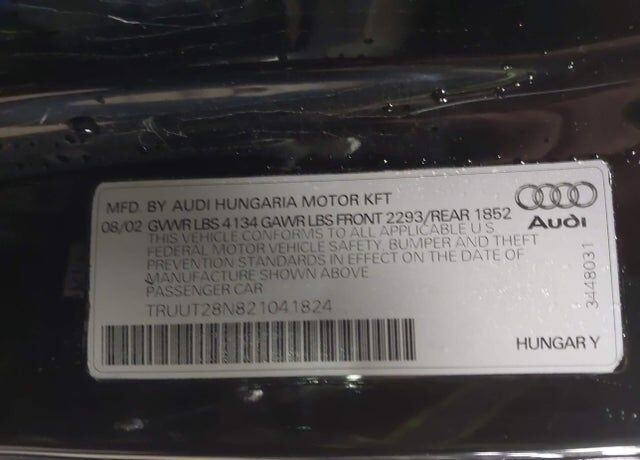 MFD. BY AUDI HUNGARIA MOTOR KFT
08/02 GVWR LBS 4134 GAWR LBS FRONT 2293/REAR 1852
THIS VEHICLE CONFORMS TO ALL APPLICABLE U S
FEDERAL MOTOR VEHICLE SAFETY, BUMPER AND THEFT
PREVENTION STANDARDS IN EFFECT ON THE DATE OF
MANUFACTURE SHOWN ABOVE
PASSENGER CAR
TRUUT28N821041824
Audi
3448031
HUNGARY